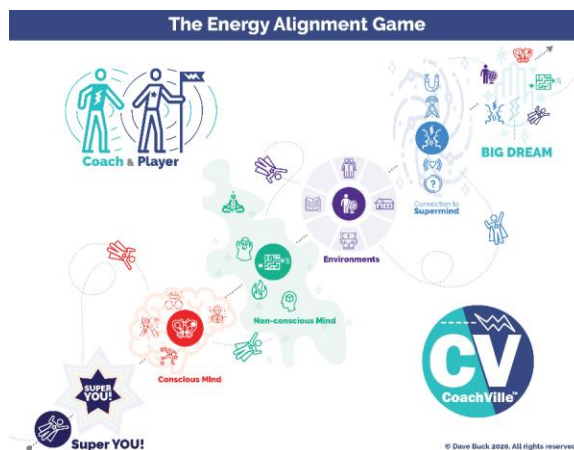 The Energy Alignment Game
Coach & Player
BIG DREAM
Connection to
Supermind
Environments
Non-conscious Mind
Conscious Mind
SUPER
YOU!
Super YOU!
CV
CoachVille™
© Dave Buck 2020. All rights reserved